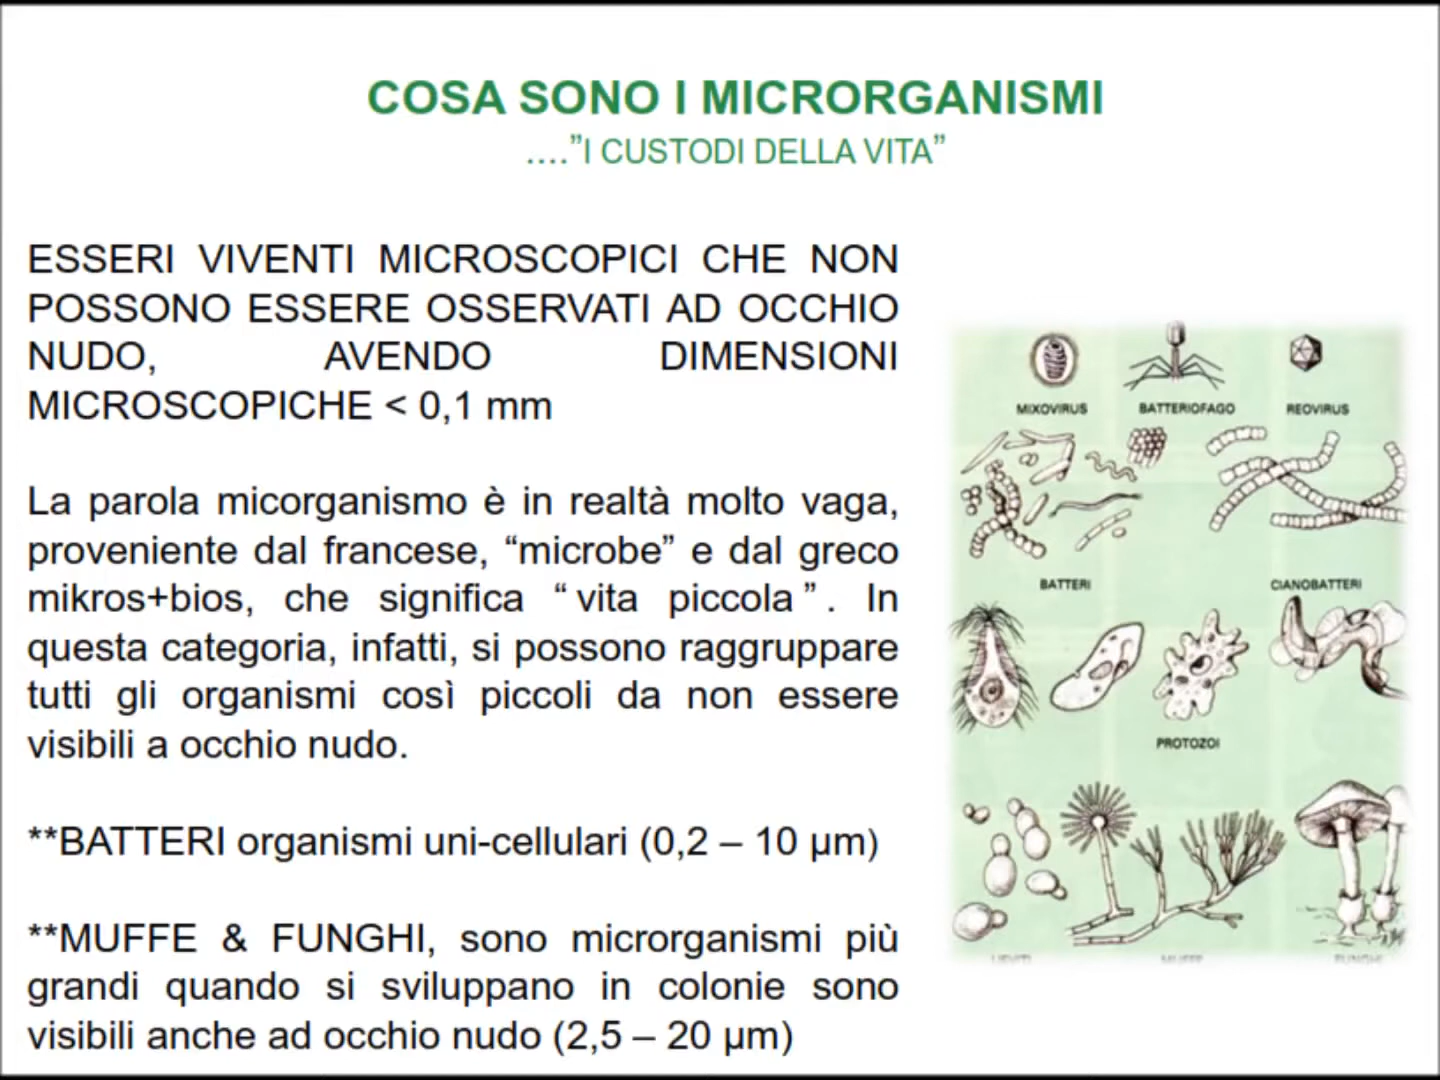 COSA SONO I MICRORGANISMI
....”I CUSTODI DELLA VITA”
ESSERI VIVENTI MICROSCOPICI CHE NON
POSSONO ESSERE OSSERVATI AD OCCHIO
NUDO, AVENDO DIMENSIONI
MICROSCOPICHE < 0,1 mm
La parola micorganismo è in realtà molto vaga,
proveniente dal francese, “microbe” e dal greco
mikros+bios, che significa “vita piccola”. In
questa categoria, infatti, si possono raggruppare
tutti gli organismi così piccoli da non essere
visibili a occhio nudo.
**BATTERI organismi uni-cellulari (0,2 – 10 µm)
**MUFFE & FUNGHI, sono microrganismi più
grandi quando si sviluppano in colonie sono
visibili anche ad occhio nudo (2,5 – 20 µm)
MIXOVIRUS BATTERIOFAGO REOVIRUS
BATTERI CIANOBATTERI
PROTOZOI
LIEVITI MUFFE FUNGHI